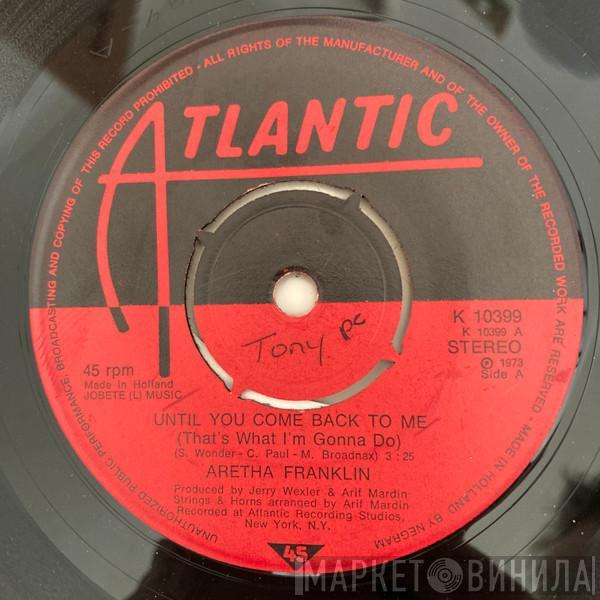 UNAUTHORIZED PUBLIC PERFORMANCE, BROADCASTING AND COPYING OF THIS RECORD PROHIBITED - ALL RIGHTS OF THE MANUFACTURER AND OF THE OWNER OF THE RECORDED WORK ARE RESERVED - MADE IN HOLLAND BY NEGRAM
ATLANTIC
Tony PC
45 rpm
Made in Holland
JOBETE (L) MUSIC
K 10399
K 10399 A
STEREO
℗ 1973
Side A
UNTIL YOU COME BACK TO ME
(That's What I'm Gonna Do)
(S. Wonder - C. Paul - M. Broadnax) 3:25
ARETHA FRANKLIN
Produced by Jerry Wexler & Arif Mardin
Strings & Horns arranged by Arif Mardin
Recorded at Atlantic Recording Studios,
New York, N.Y.
45
МАРКЕТ ВИНИЛА